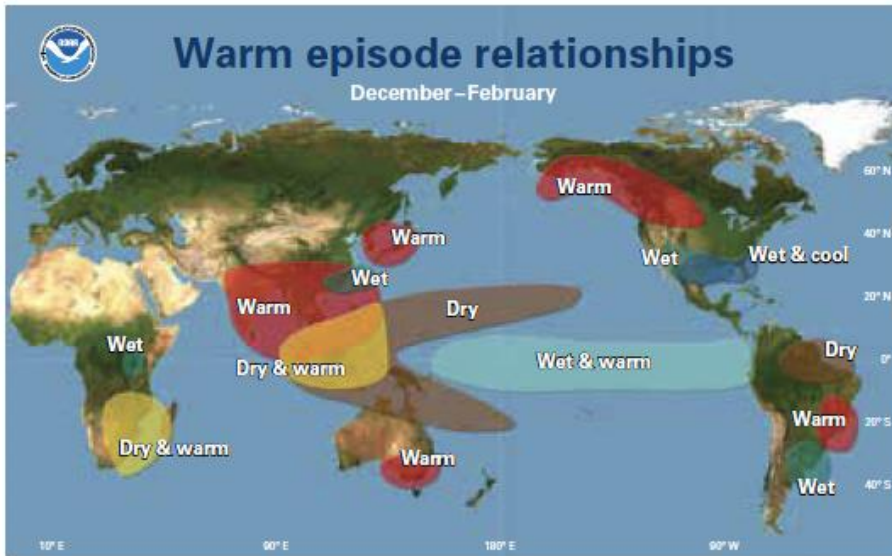 NOAA
Warm episode relationships
December–February
60° N
Warm
Warm
40° N
Wet
Wet & cool
Wet
Warm
20° N
Dry
Wet
Dry & warm
Wet & warm
Dry
0°
Warm
20° S
Dry & warm
Warm
Wet
40° S
10° E
90° E
180° E
90° W